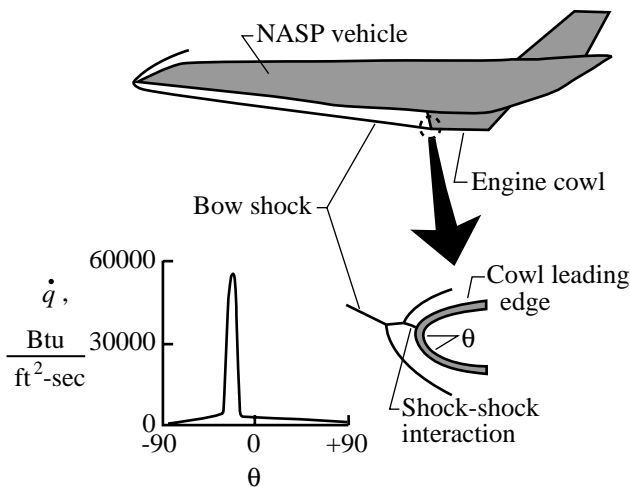 NASP vehicle
Engine cowl
Bow shock
60000
30000
0
q̇ ,
Btu
ft²-sec
-90
0
+90
θ
Cowl leading
edge
θ
Shock-shock
interaction